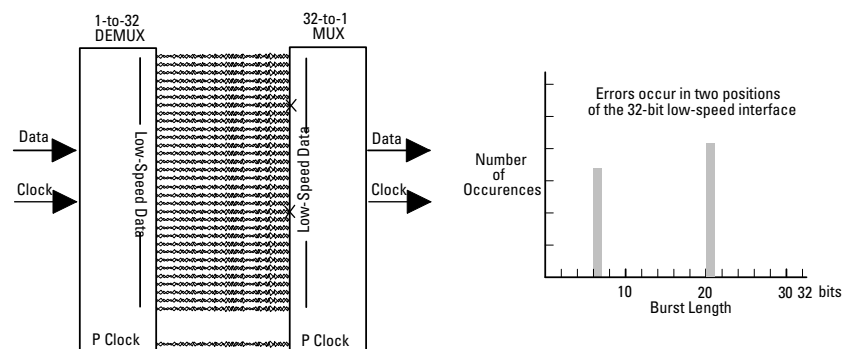 1-to-32
DEMUX
32-to-1
MUX
Data
Clock
Low-Speed Data
Low-Speed Data
Data
Clock
P Clock
P Clock
Errors occur in two positions
of the 32-bit low-speed interface
Number
of
Occurences
10
20
30 32 bits
Burst Length